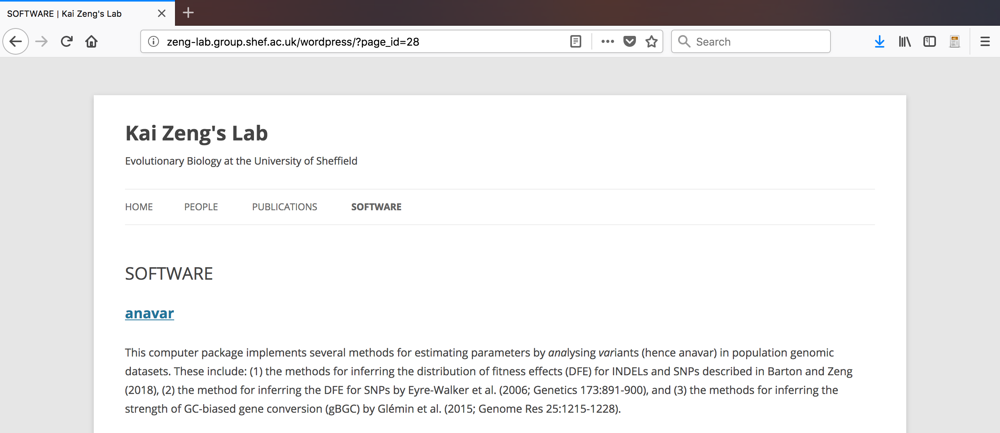 SOFTWARE | Kai Zeng's Lab
zeng-lab.group.shef.ac.uk/wordpress/?page_id=28
Search
Kai Zeng's Lab
Evolutionary Biology at the University of Sheffield
HOME PEOPLE PUBLICATIONS SOFTWARE
SOFTWARE
anavar
This computer package implements several methods for estimating parameters by analysing variants (hence anavar) in population genomic
datasets. These include: (1) the methods for inferring the distribution of fitness effects (DFE) for INDELs and SNPs described in Barton and Zeng
(2018), (2) the method for inferring the DFE for SNPs by Eyre-Walker et al. (2006; Genetics 173:891-900), and (3) the methods for inferring the
strength of GC-biased gene conversion (gBGC) by Glémin et al. (2015; Genome Res 25:1215-1228).